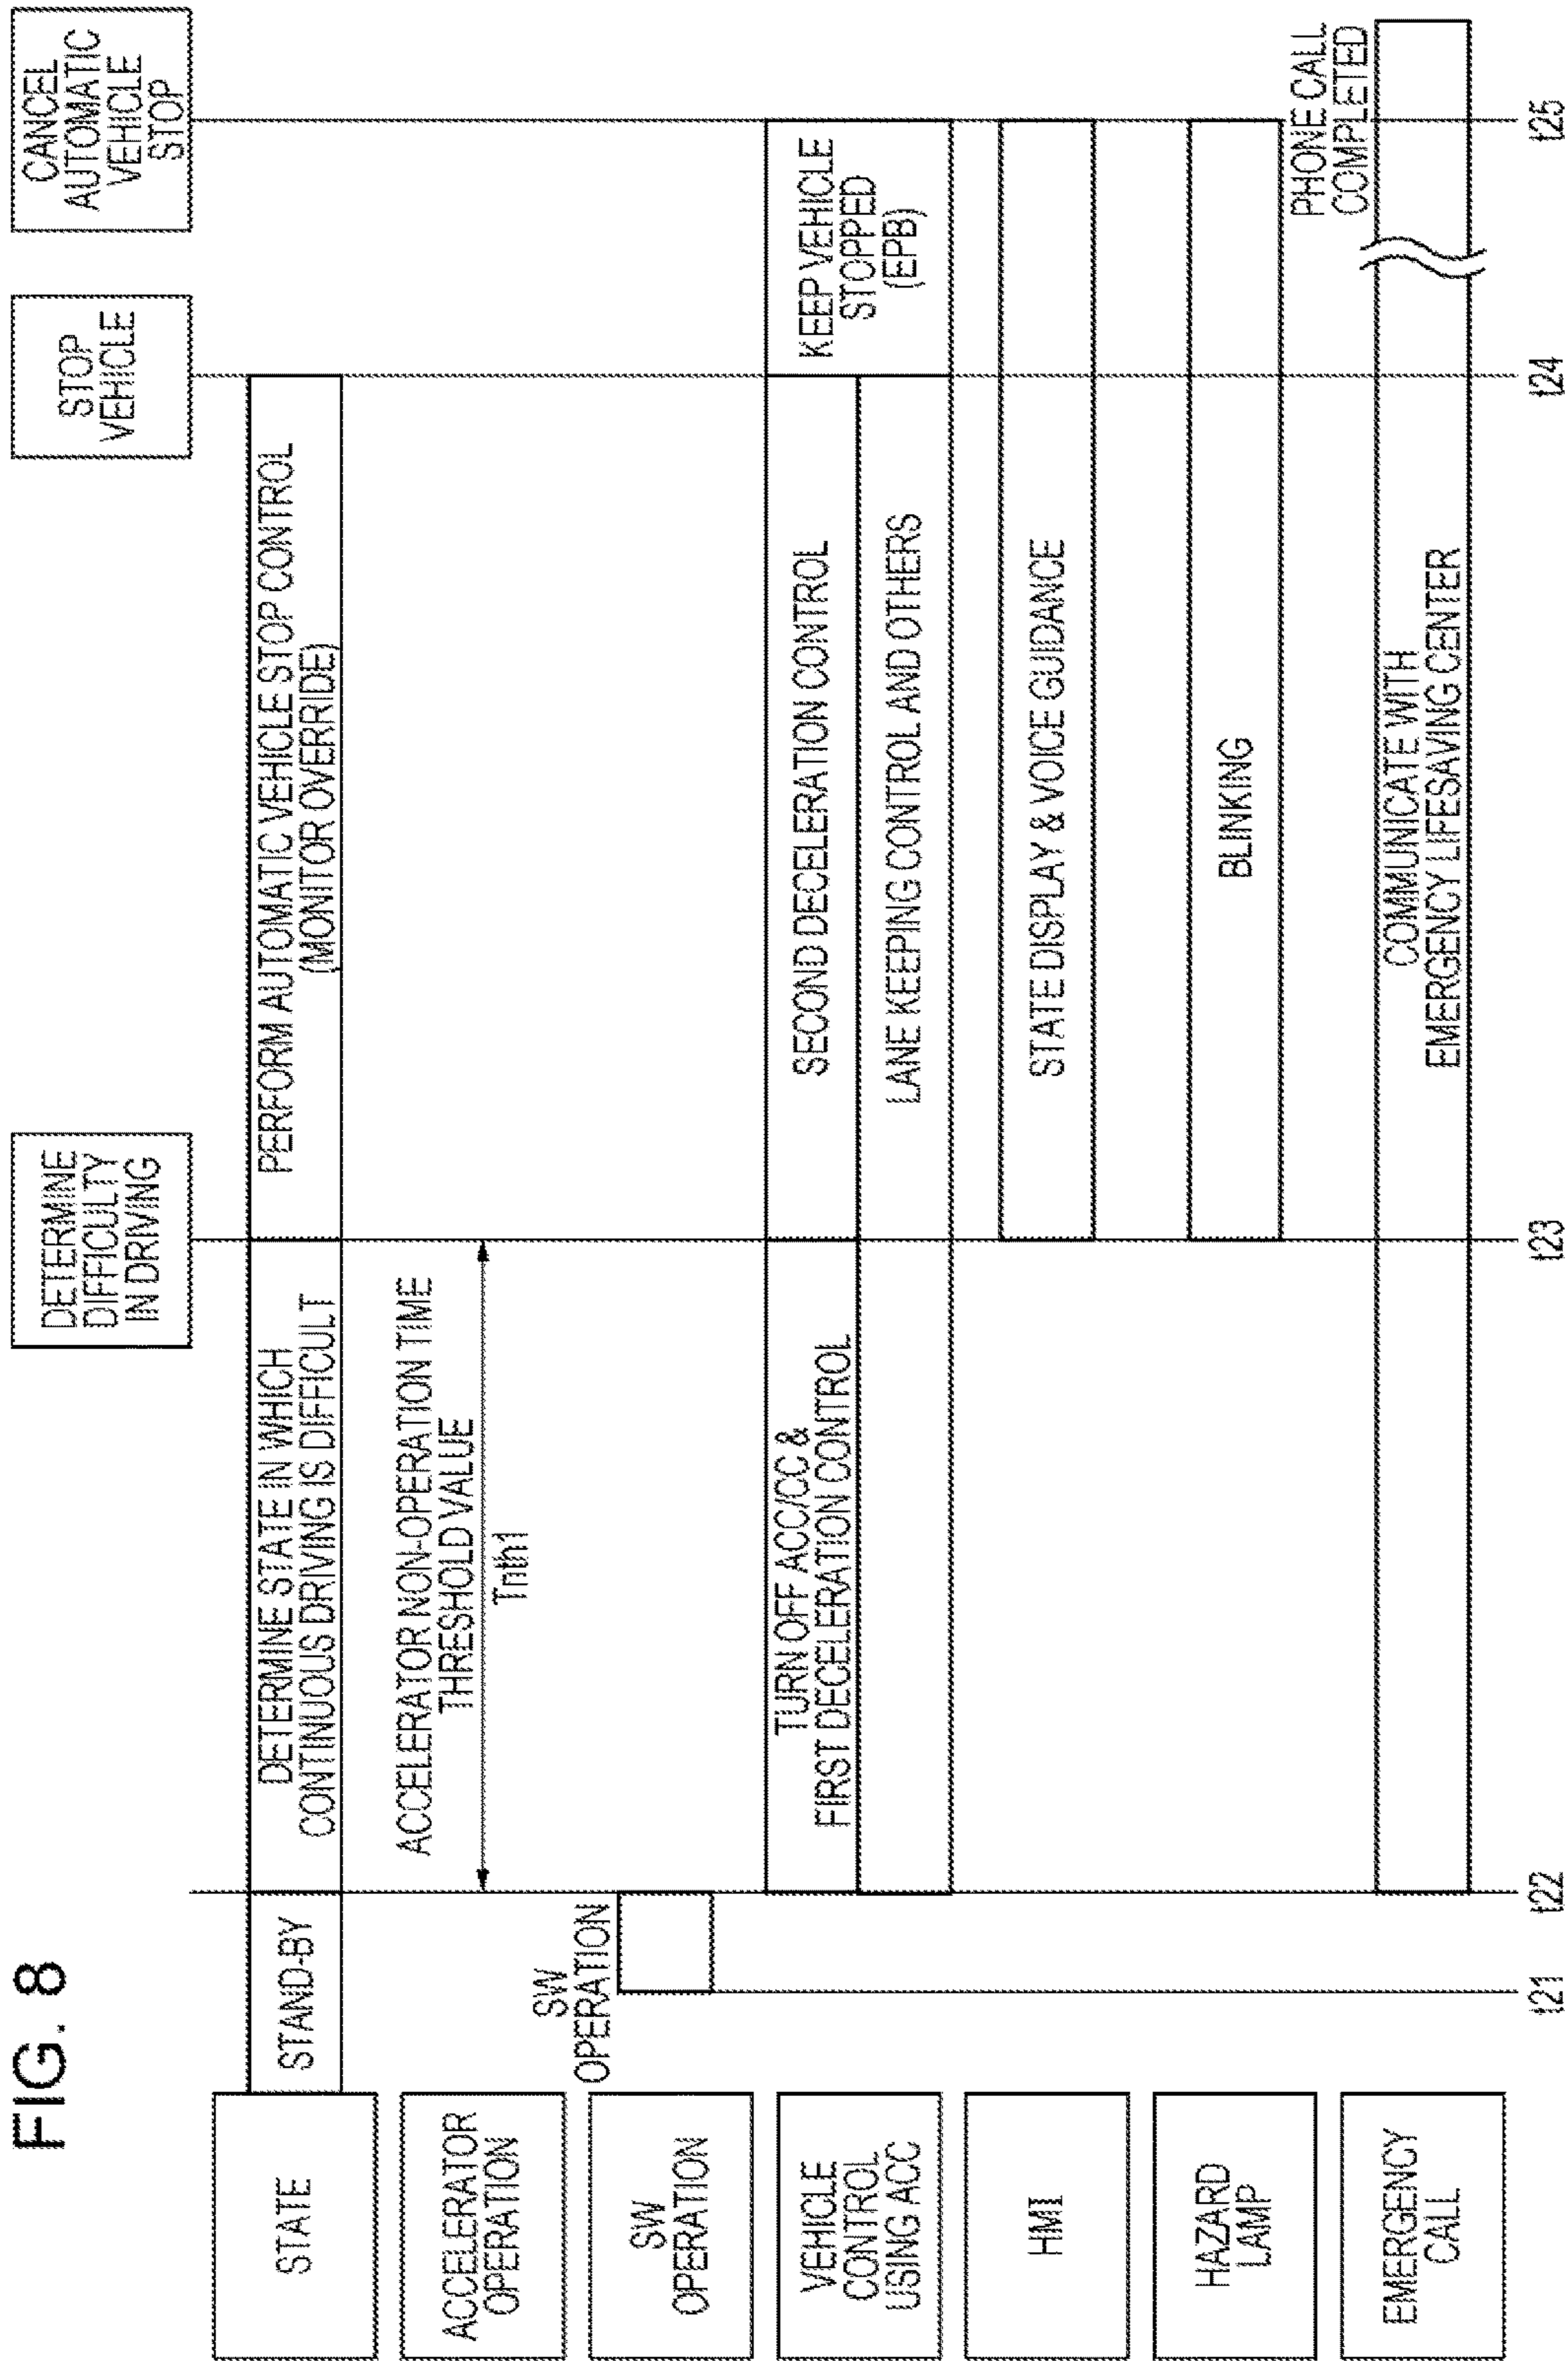 FIG. 8
DETERMINE
DIFFICULTY
IN DRIVING
STOP
VEHICLE
CANCEL
AUTOMATIC
VEHICLE
STOP
STATE
STAND-BY
DETERMINE STATE IN WHICH
CONTINUOUS DRIVING IS DIFFICULT
PERFORM AUTOMATIC VEHICLE STOP CONTROL
(MONITOR OVERRIDE)
ACCELERATOR
OPERATION
ACCELERATOR NON-OPERATION TIME
THRESHOLD VALUE
Tnth1
SW
OPERATION
SW
OPERATION
VEHICLE
CONTROL
USING ACC
TURN OFF ACC/CC &
FIRST DECELERATION CONTROL
SECOND DECELERATION CONTROL
LANE KEEPING CONTROL AND OTHERS
KEEP VEHICLE
STOPPED
(EPB)
HMI
STATE DISPLAY & VOICE GUIDANCE
HAZARD
LAMP
BLINKING
EMERGENCY
CALL
COMMUNICATE WITH
EMERGENCY LIFESAVING CENTER
PHONE CALL
COMPLETED
t21
t22
t23
t24
t25